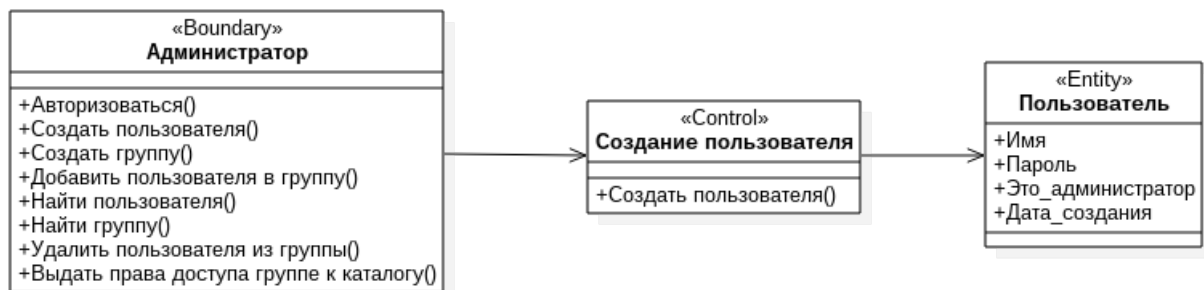 «Boundary»
Администратор
+Авторизоваться()
+Создать пользователя()
+Создать группу()
+Добавить пользователя в группу()
+Найти пользователя()
+Найти группу()
+Удалить пользователя из группы()
+Выдать права доступа группе к каталогу()
«Control»
Создание пользователя
+Создать пользователя()
«Entity»
Пользователь
+Имя
+Пароль
+Это_администратор
+Дата_создания